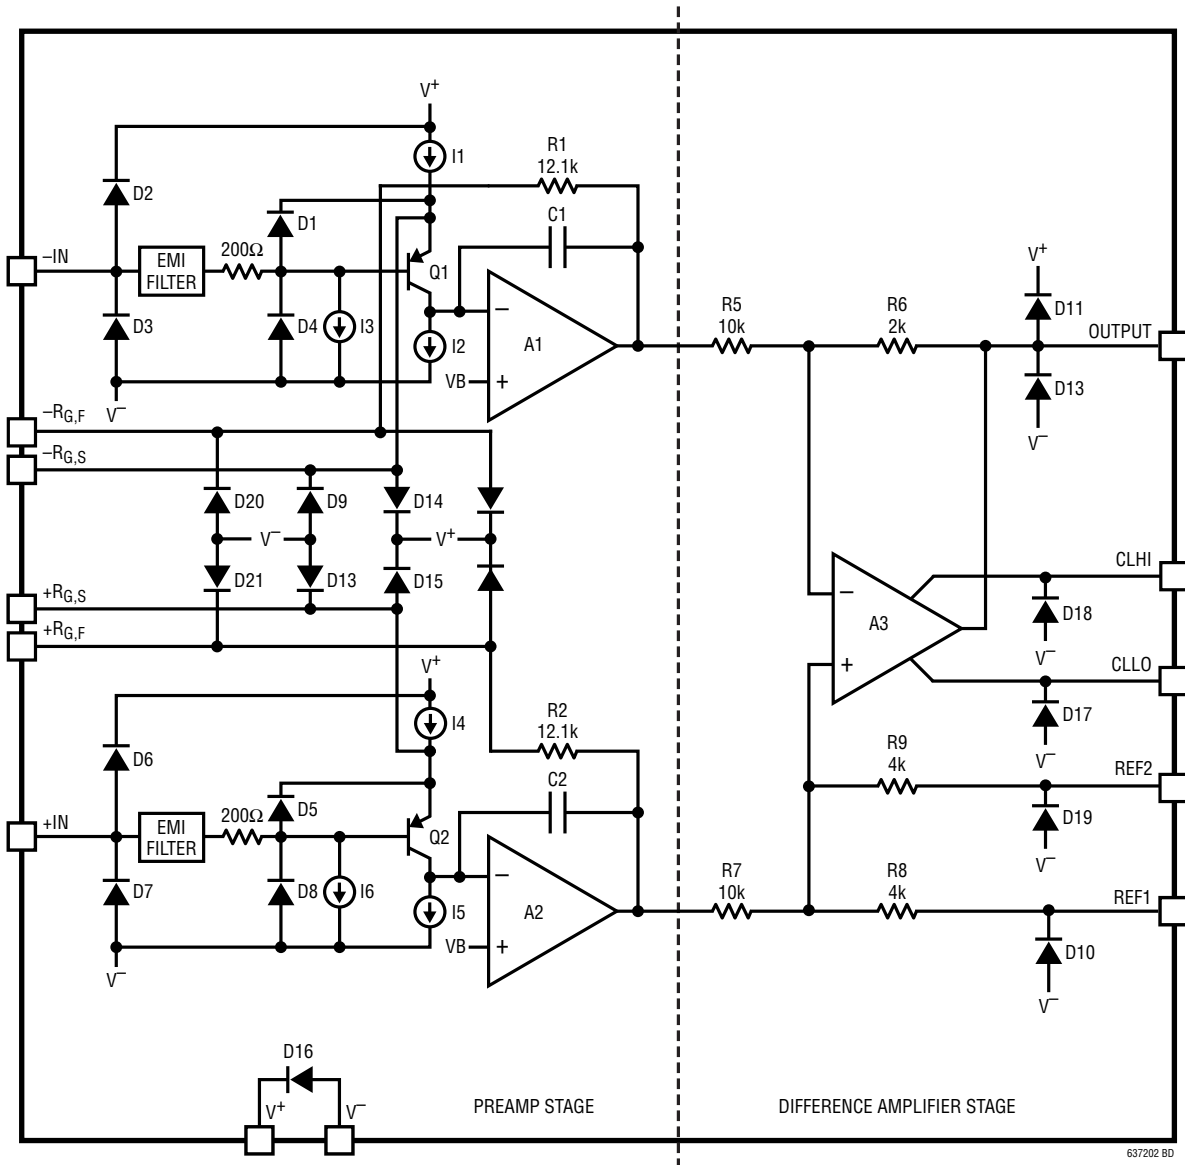 V+
I1
R1
12.1k
D2
D1
C1
–IN
EMI
FILTER
200Ω
Q1
V+
D3
D4
I3
I2
–
A1
VB
+
R5
10k
R6
2k
D11
OUTPUT
D13
V–
V–
–RG,F
–RG,S
D20
D9
D14
V–
V+
D21
D13
D15
+RG,S
+RG,F
–
A3
+
CLHI
D18
V–
CLLO
D17
V–
V+
I4
R2
12.1k
D6
D5
C2
+IN
EMI
FILTER
200Ω
Q2
R9
4k
REF2
D19
V–
D7
D8
I6
I5
–
A2
VB
+
V–
R7
10k
R8
4k
REF1
D10
V–
D16
V+
V–
PREAMP STAGE
DIFFERENCE AMPLIFIER STAGE
637202 BD